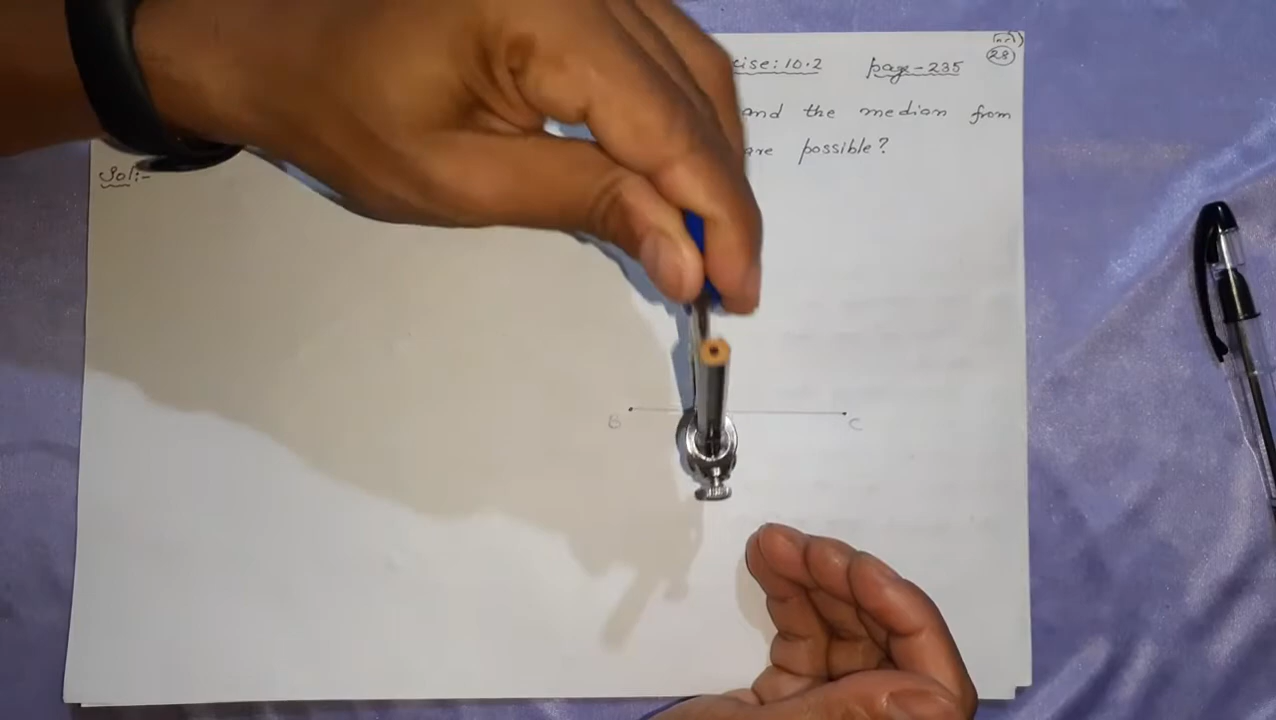 cise: 10.2 page-235 28
and the median from
are possible?
Sol:-
B C